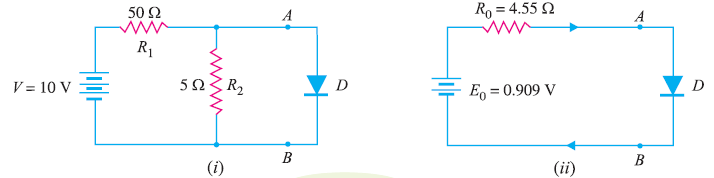 50 Ω
R₁
A
V = 10 V
5 Ω R₂
D
B
(i)
R₀ = 4.55 Ω
A
E₀ = 0.909 V
D
B
(ii)